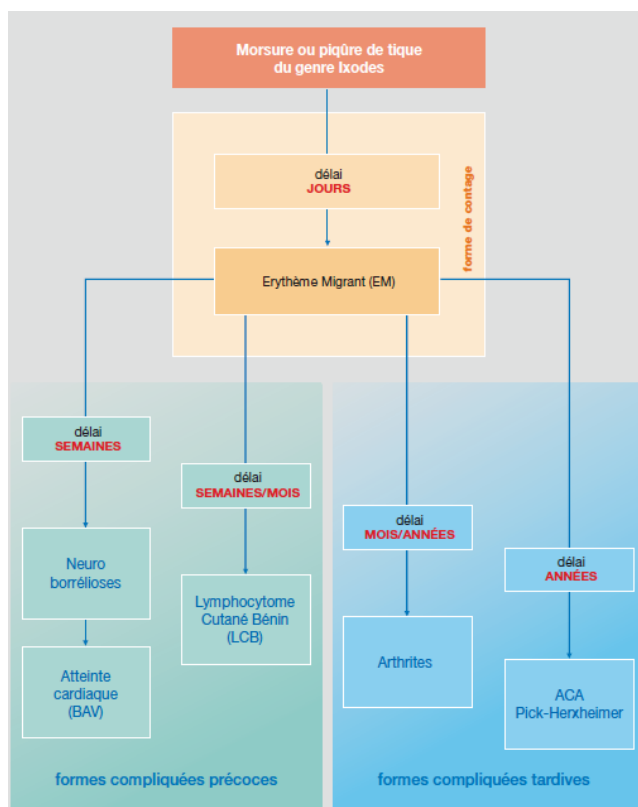 Morsure ou piqûre de tique
du genre Ixodes
délai
JOURS
forme de contage
Erythème Migrant (EM)
délai
SEMAINES
délai
SEMAINES/MOIS
délai
MOIS/ANNÉES
délai
ANNÉES
Neuro
borrélioses
Lymphocytome
Cutané Bénin
(LCB)
Arthrites
Atteinte
cardiaque
(BAV)
ACA
Pick-Herxheimer
formes compliquées précoces
formes compliquées tardives